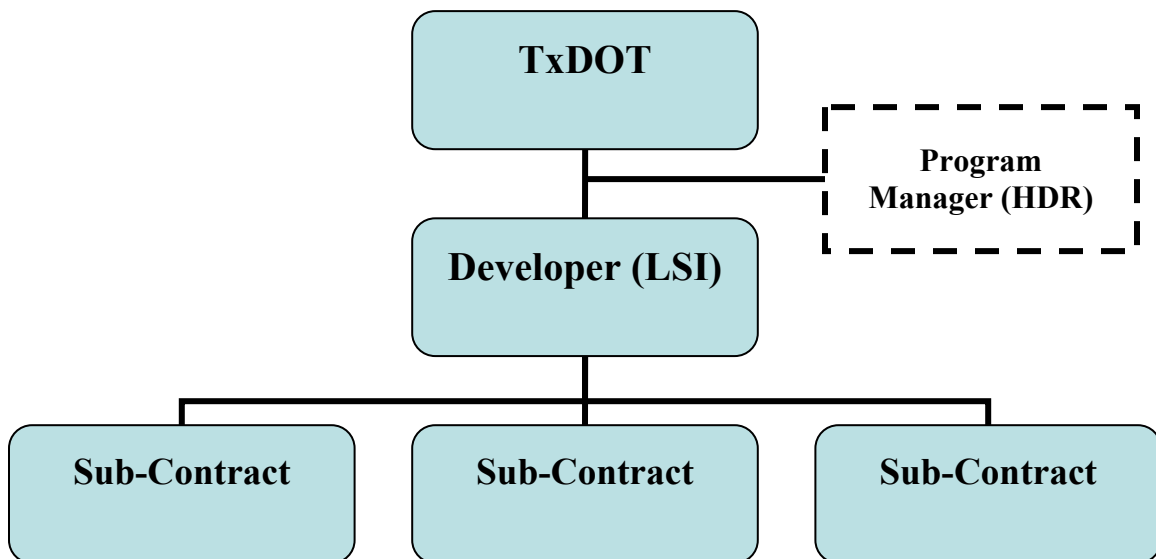 TxDOT
Program
Manager (HDR)
Developer (LSI)
Sub-Contract
Sub-Contract
Sub-Contract